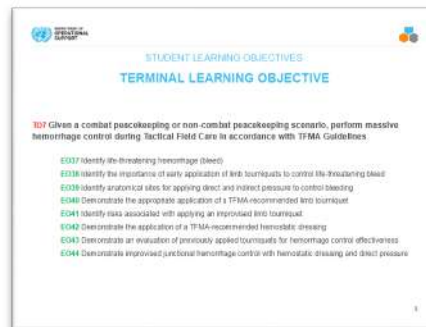 DEPARTMENT OF
OPERATIONAL
SUPPORT
STUDENT LEARNING OBJECTIVES
TERMINAL LEARNING OBJECTIVE
T07 Given a combat peacekeeping or non-combat peacekeeping scenario, perform massive
hemorrhage control during Tactical Field Care in accordance with TFMA Guidelines
EO37 Identify life-threatening hemorrhage (bleed)
EO38 Identify the importance of early application of limb tourniquets to control life-threatening bleed
EO39 Identify anatomical sites for applying direct and indirect pressure to control bleeding
EO40 Demonstrate the appropriate application of a TFMA-recommended limb tourniquet
EO41 Identify risks associated with applying an improvised limb tourniquet
EO42 Demonstrate the application of a TFMA-recommended hemostatic dressing
EO43 Demonstrate an evaluation of previously applied tourniquets for hemorrhage control effectiveness
EO44 Demonstrate improvised junctional hemorrhage control with hemostatic dressing and direct pressure